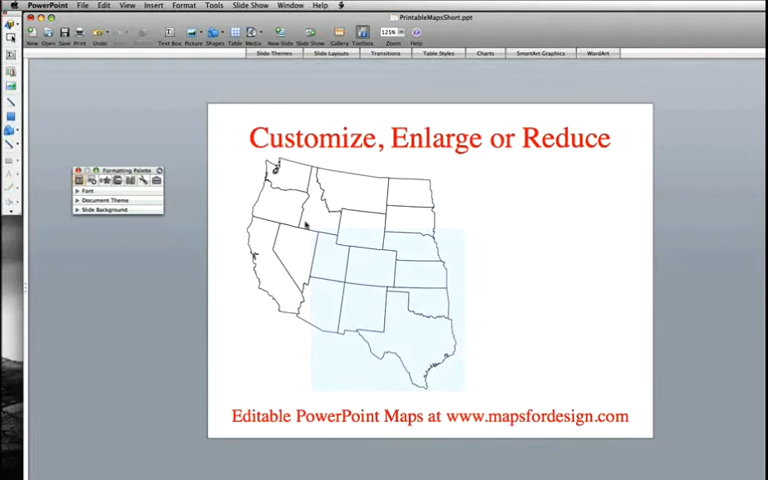 PowerPoint File Edit View Insert Format Tools Slide Show Window Help
PrintableMapsShort.ppt
125%
New Open Save Print Undo Redo Text Box Picture Shapes Table Media New Slide Slide Show Gallery Toolbox Zoom Help
Slide Themes Slide Layouts Transitions Table Styles Charts SmartArt Graphics WordArt
Customize, Enlarge or Reduce
Formatting Palette
Font
Document Theme
Slide Background
Editable PowerPoint Maps at www.mapsfordesign.com